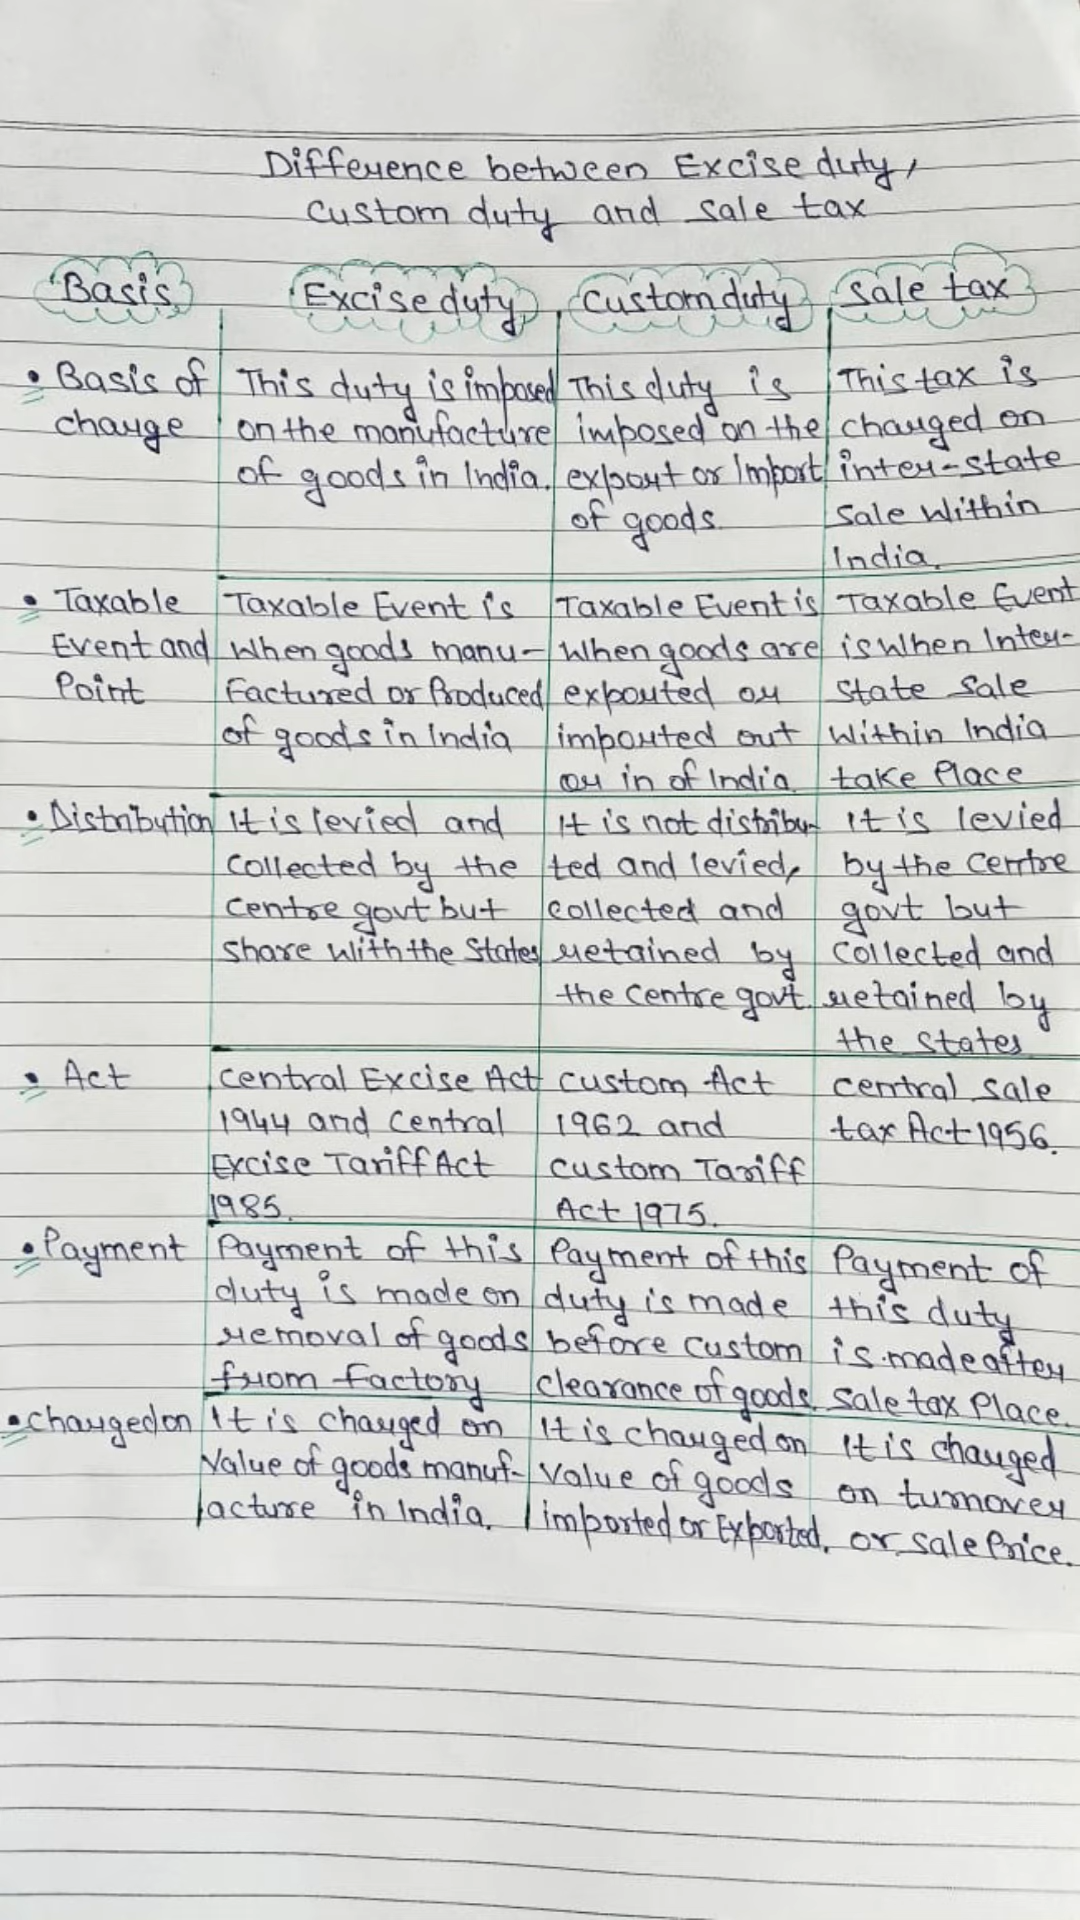 Difference between Excise duty,
custom duty and sale tax
Basis
Excise duty
custom duty
sale tax
• Basis of
charge
This duty is imposed
on the manufacture
of goods in India.
This duty is
imposed on the
export or Import
of goods.
This tax is
charged on
inter-state
sale within
India.
• Taxable
Event and
Point
Taxable Event is
when goods manu-
factured or Produced
of goods in India
Taxable Event is
when goods are
exported or
imported out
or in of India.
Taxable Event
is when Inter-
state sale
within India
take Place
• Distribution
It is levied and
collected by the
centre govt but
share with the States
It is not distribu-
ted and levied,
collected and
retained by
the centre govt.
It is levied
by the centre
govt but
collected and
retained by
the states
• Act
central Excise Act
1944 and central
Excise Tariff Act
1985.
custom Act
1962 and
custom Tariff
Act 1975.
central sale
tax Act 1956.
• Payment
Payment of this
duty is made on
removal of goods
from factory
Payment of this
duty is made
before custom
clearance of goods.
Payment of
this duty
is made after
sale tax Place.
• charged on
It is charged on
value of goods manuf-
acture in India.
It is charged on
value of goods
imported or Exported.
It is charged
on turnover
or sale Price.